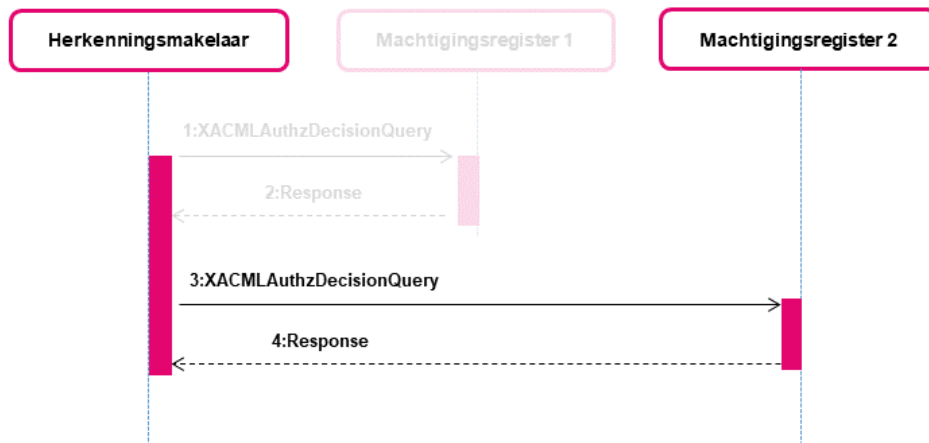 Herkenningsmakelaar
Machtigingsregister 1
Machtigingsregister 2
1:XACMLAuthzDecisionQuery
2:Response
3:XACMLAuthzDecisionQuery
4:Response